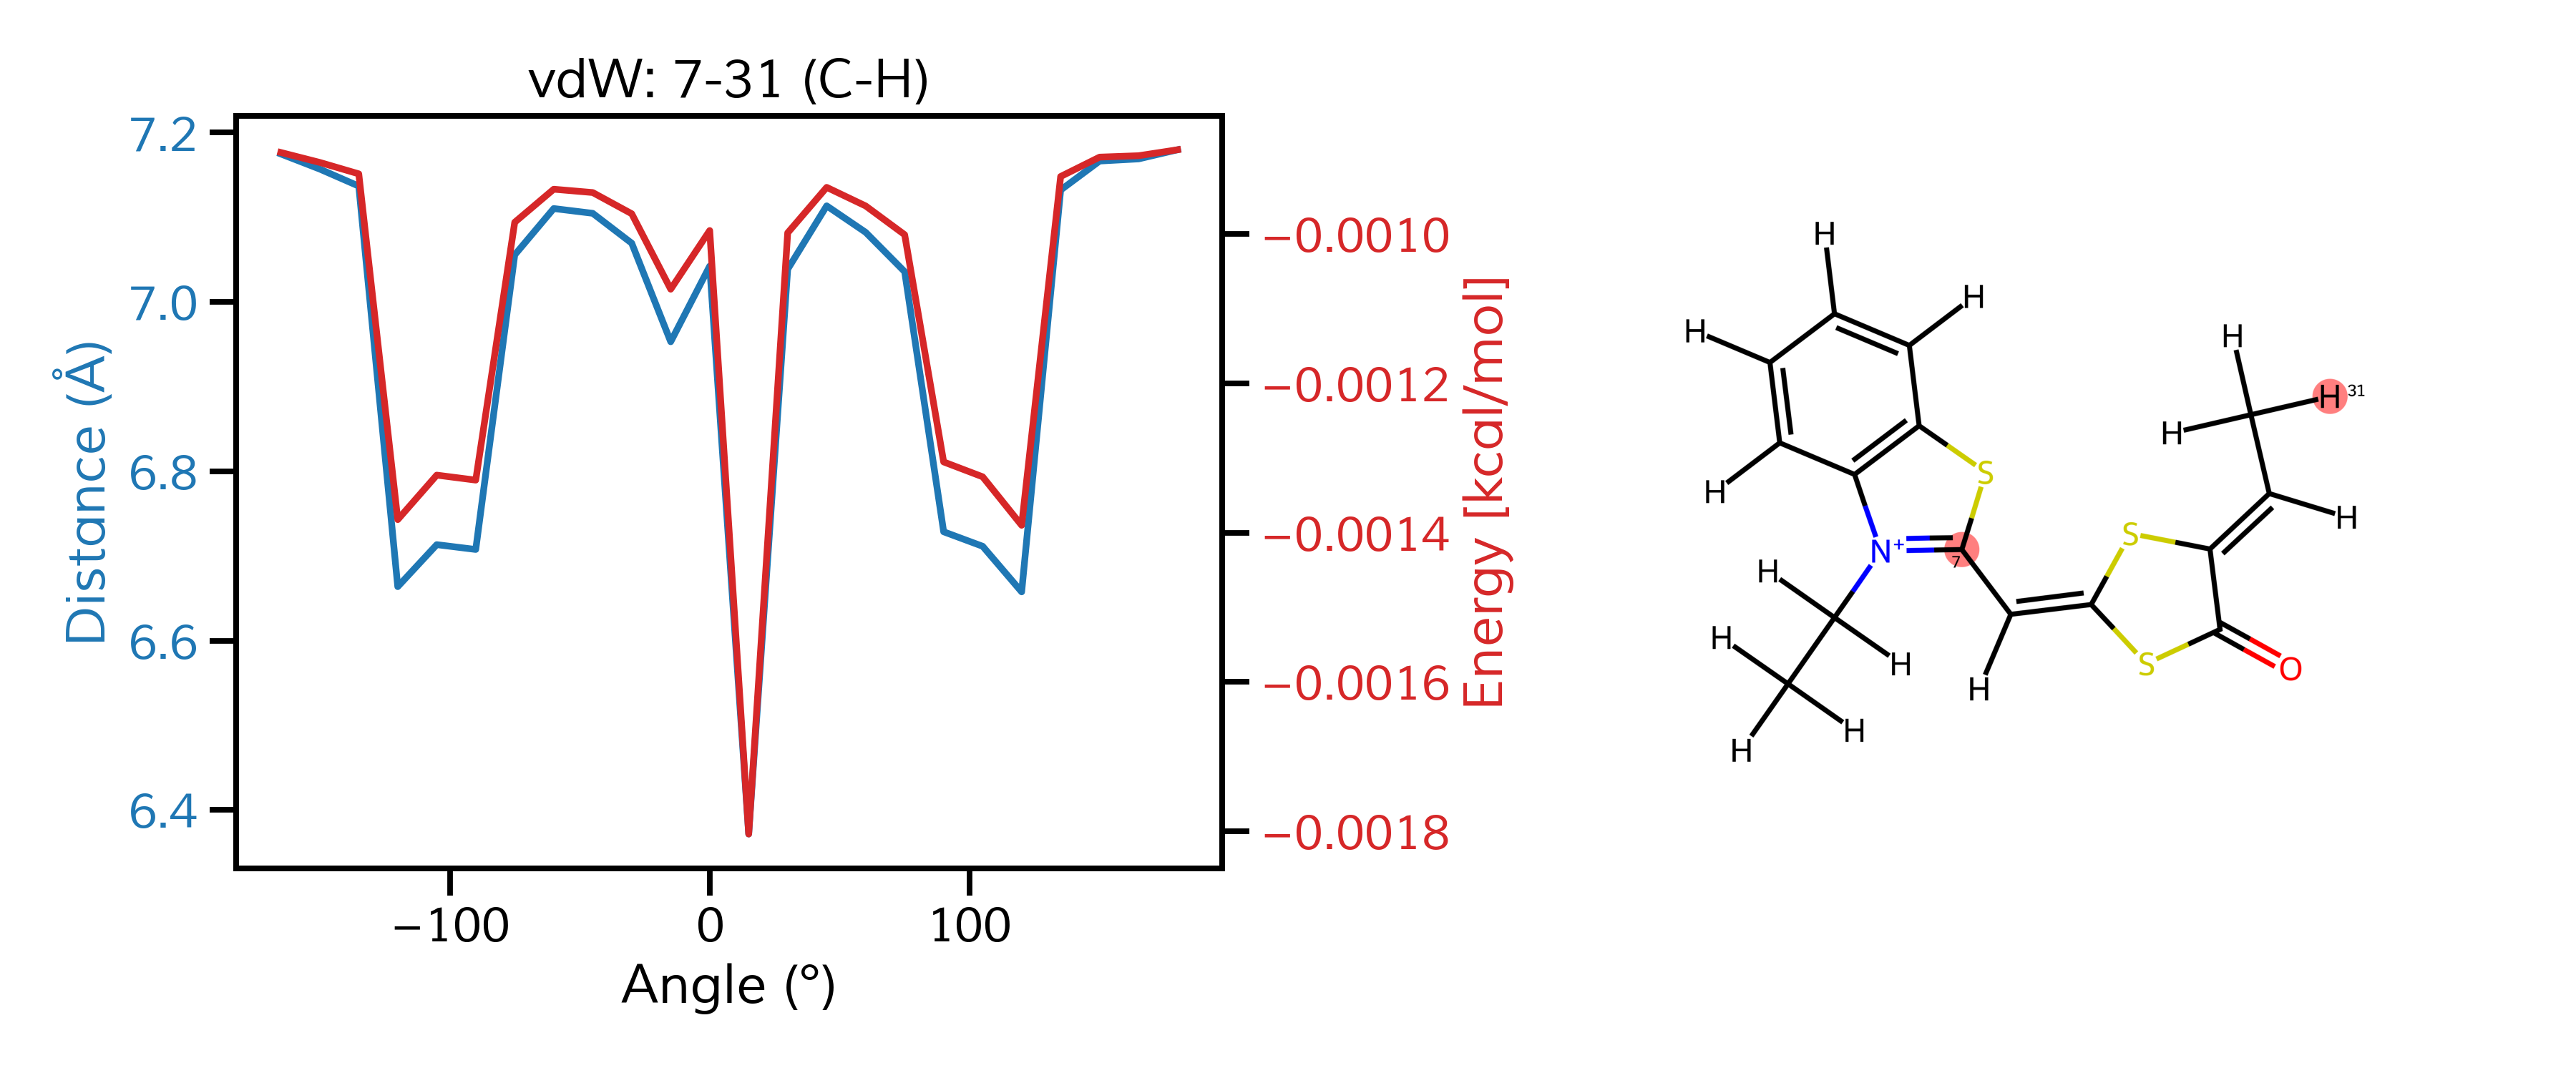 vdW: 7-31 (C-H)
7.2
7.0
6.8
6.6
6.4
Distance (Å)
−0.0010
−0.0012
−0.0014
−0.0016
−0.0018
Energy [kcal/mol]
−100 0 100
Angle (°)
H
H
H
H
H
H 31
H
S
H
H
S
N+
7
H
H
H
S
O
H
H
H